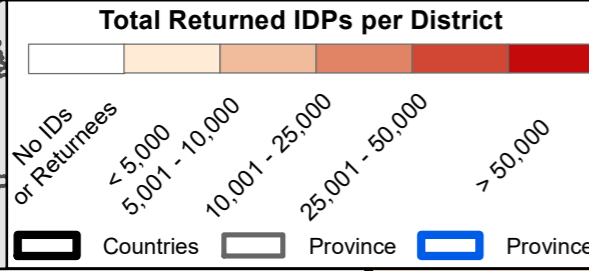 Total Returned IDPs per District
No IDs
or Returnees
< 5,000
5,001 - 10,000
10,001 - 25,000
25,001 - 50,000
> 50,000
Countries Province Province